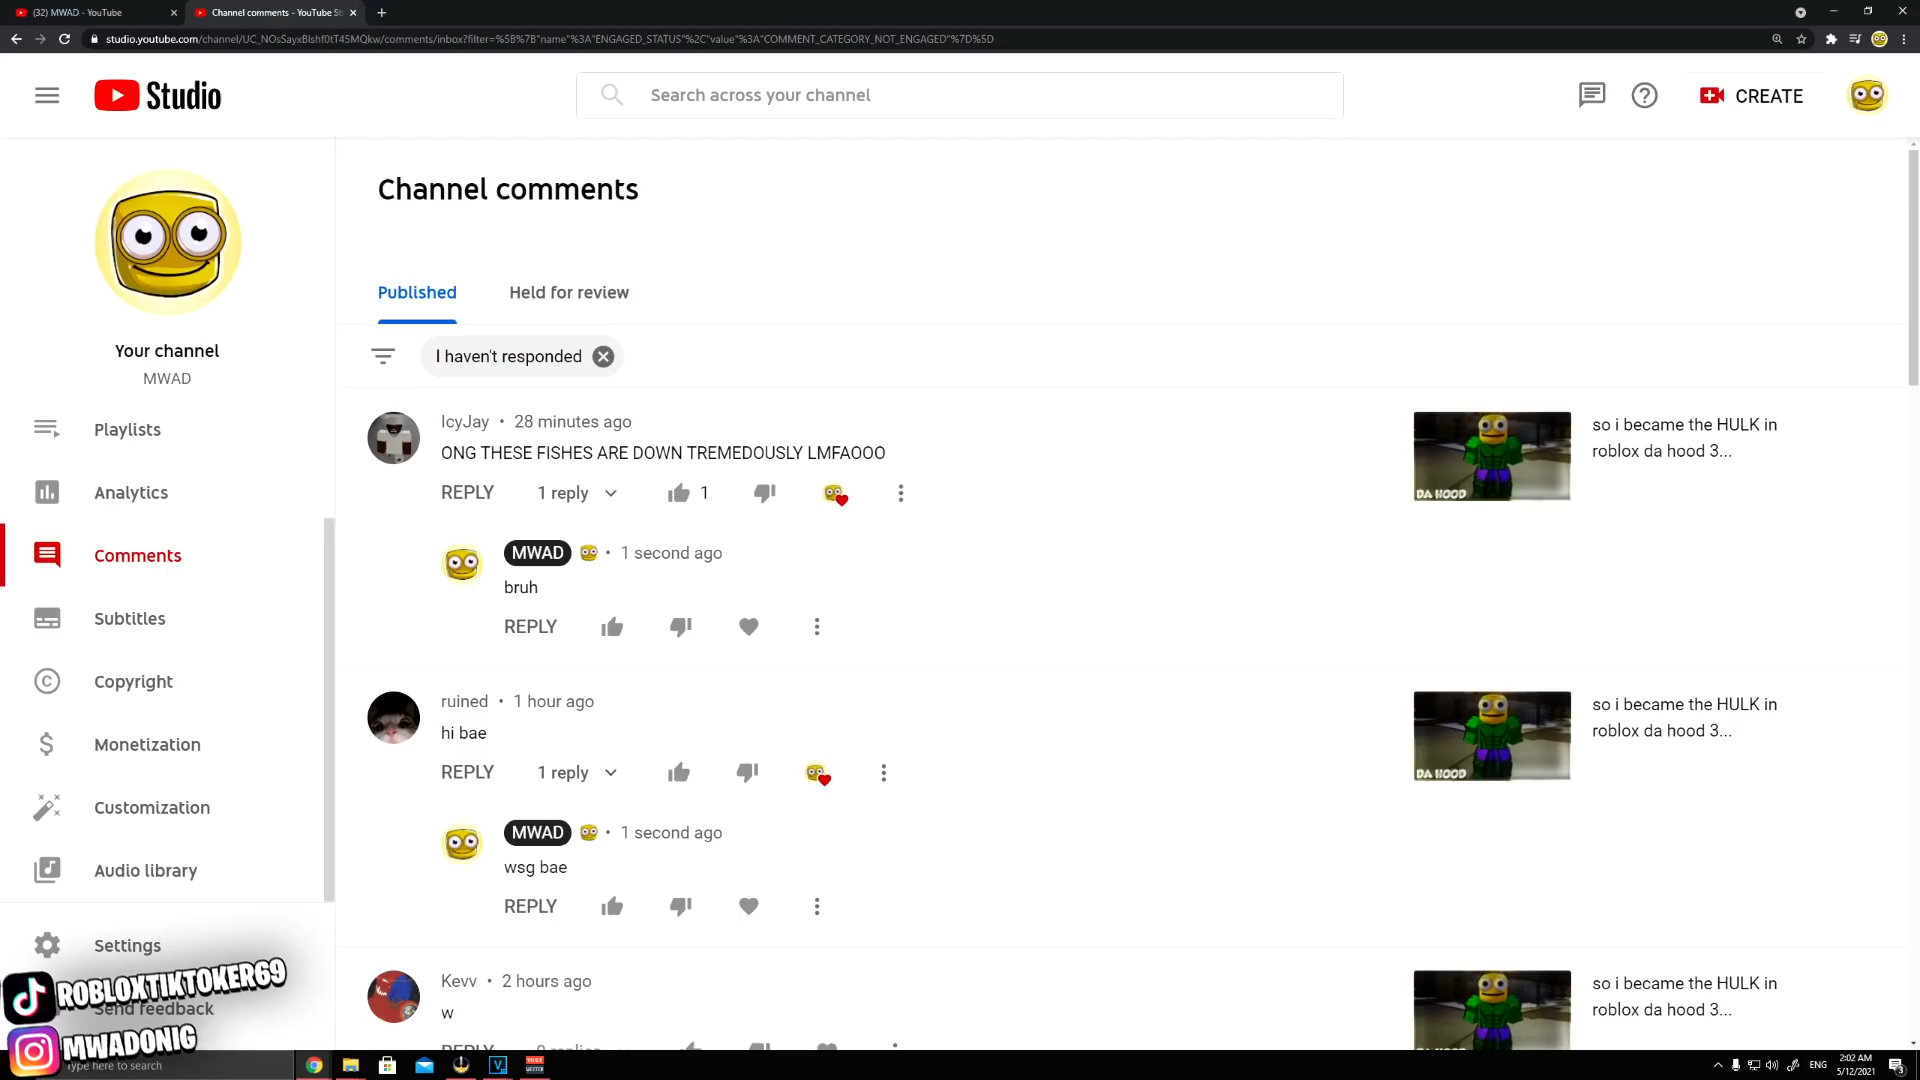 (32) MWAD - YouTube
Channel comments - YouTube St
studio.youtube.com/channel/UC_NOsSayxBlshf0tT45MQkw/comments/inbox?filter=%5B%7B"name"%3A"ENGAGED_STATUS"%2C"value"%3A"COMMENT_CATEGORY_NOT_ENGAGED"%7D%5D
Studio
Search across your channel
CREATE
Your channel
MWAD
Playlists
Analytics
Comments
Subtitles
Copyright
Monetization
Customization
Audio library
Settings
Send feedback
Channel comments
Published
Held for review
I haven't responded
IcyJay • 28 minutes ago
ONG THESE FISHES ARE DOWN TREMEDOUSLY LMFAOOO
REPLY 1 reply 1
MWAD • 1 second ago
bruh
REPLY
DA HOOD
so i became the HULK in
roblox da hood 3...
ruined • 1 hour ago
hi bae
REPLY 1 reply
MWAD • 1 second ago
wsg bae
REPLY
DA HOOD
so i became the HULK in
roblox da hood 3...
Kevv • 2 hours ago
w
REPLY 0 replies
so i became the HULK in
roblox da hood 3...
ROBLOXTIKTOKER69
MWADONIG
Type here to search
ENG
2:02 AM
5/12/2021